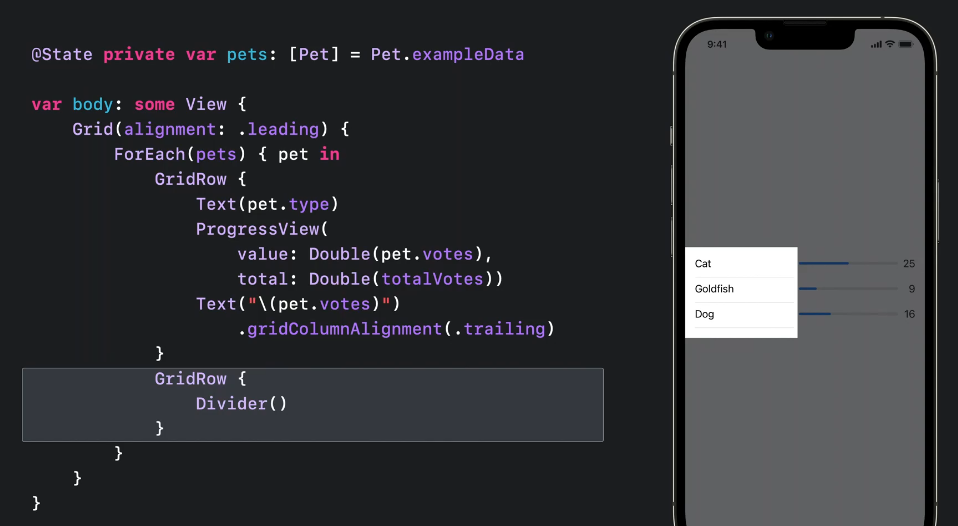 @State private var pets: [Pet] = Pet.exampleData
var body: some View {
Grid(alignment: .leading) {
ForEach(pets) { pet in
GridRow {
Text(pet.type)
ProgressView(
value: Double(pet.votes),
total: Double(totalVotes))
Text("\(pet.votes)")
.gridColumnAlignment(.trailing)
}
GridRow {
Divider()
}
}
}
}
9:41
Cat 25
Goldfish 9
Dog 16